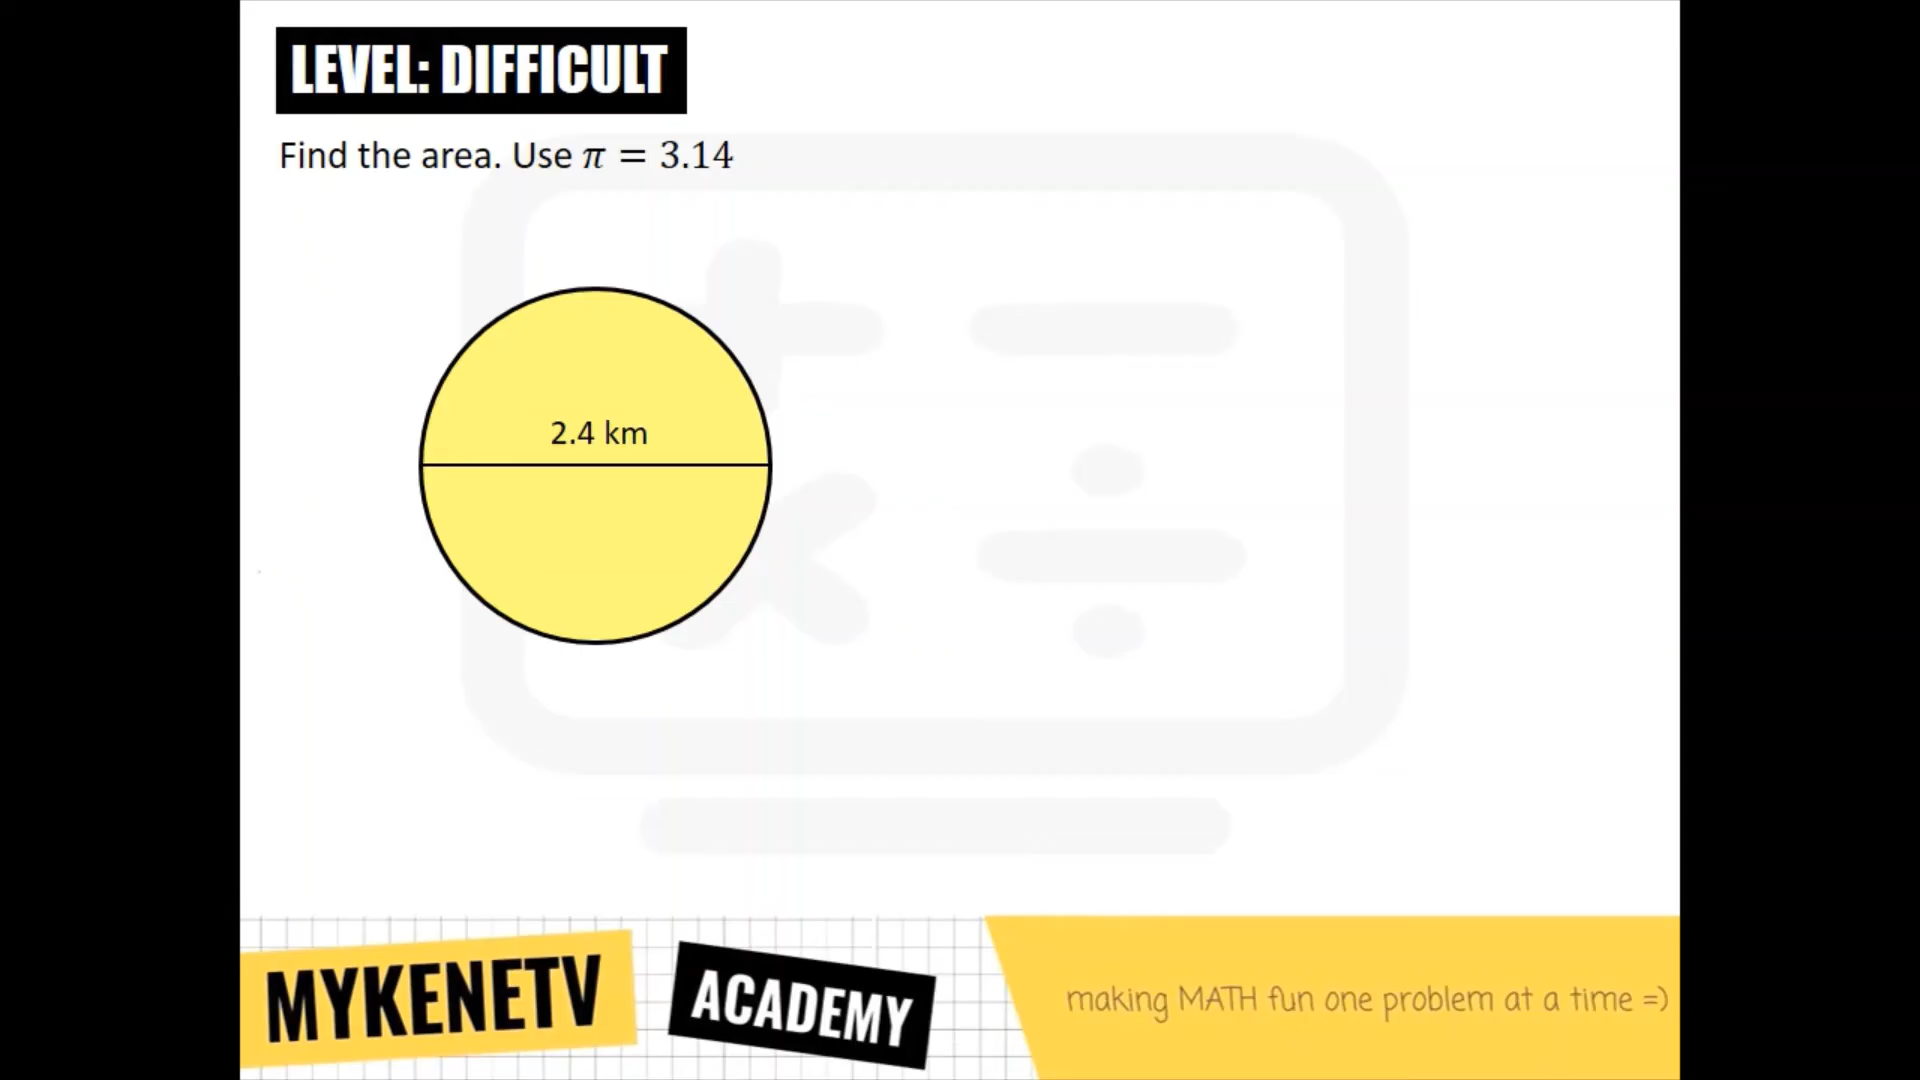 LEVEL: DIFFICULT
Find the area. Use π = 3.14
2.4 km
MYKENETV
ACADEMY
making MATH fun one problem at a time =)